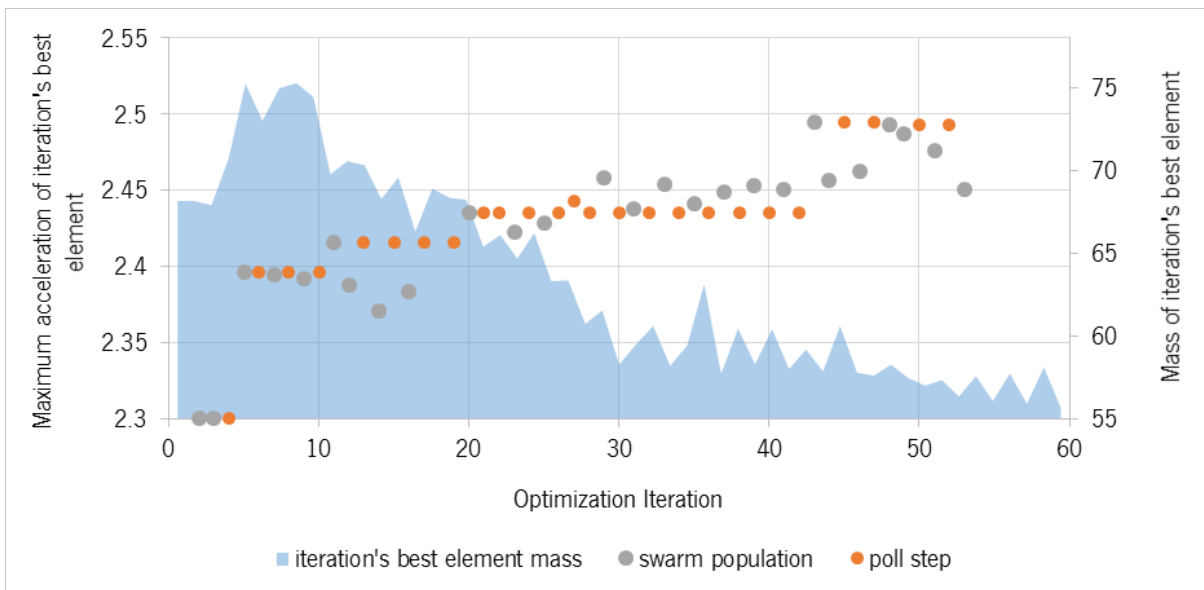 Maximum acceleration of iteration's best
element
2.55
2.5
2.45
2.4
2.35
2.3
0
10
20
30
40
50
60
75
70
65
60
55
Mass of iteration's best element
Optimization Iteration
iteration's best element mass
swarm population
poll step